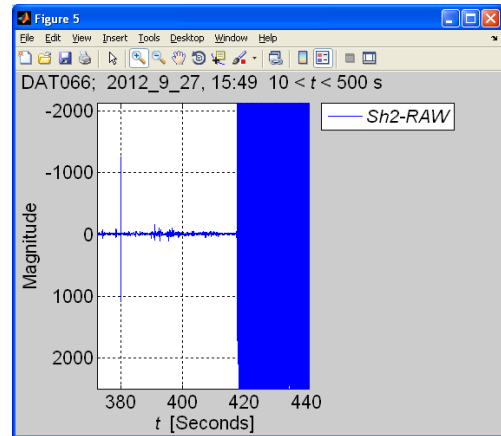 Figure 5
File Edit View Insert Tools Desktop Window Help
DAT066; 2012_9_27, 15:49 10 < t < 500 s
Sh2-RAW
-2000
-1000
0
1000
2000
Magnitude
380 400 420 440
t [Seconds]